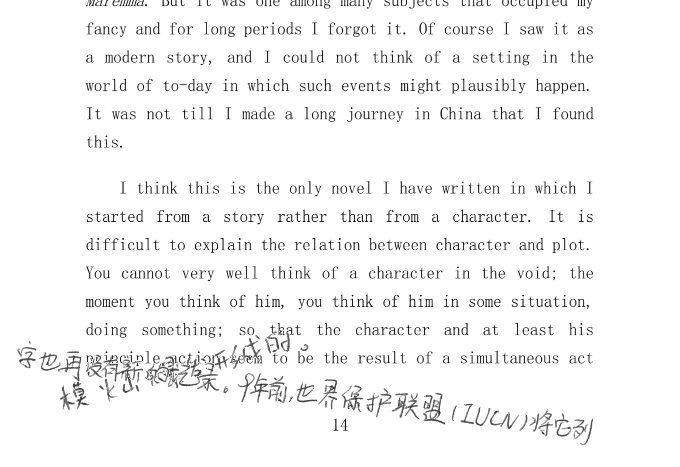 Maremma. But it was one among many subjects that occupied my
fancy and for long periods I forgot it. Of course I saw it as
a modern story, and I could not think of a setting in the
world of to-day in which such events might plausibly happen.
It was not till I made a long journey in China that I found
this.
I think this is the only novel I have written in which I
started from a story rather than from a character. It is
difficult to explain the relation between character and plot.
You cannot very well think of a character in the void; the
moment you think of him, you think of him in some situation,
doing something; so that the character and at least his
principle action seem to be the result of a simultaneous act
字也再没有新 形成的。
模 火山 结果。9年前,也界保护联盟(IUCN)将它列
14